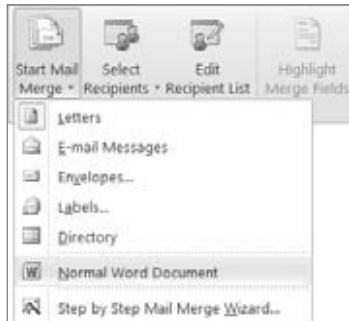 Start Mail Merge
Select Recipients
Edit Recipient List
Highlight Merge Fields
Letters
E-mail Messages
Envelopes...
Labels...
Directory
Normal Word Document
Step by Step Mail Merge Wizard...